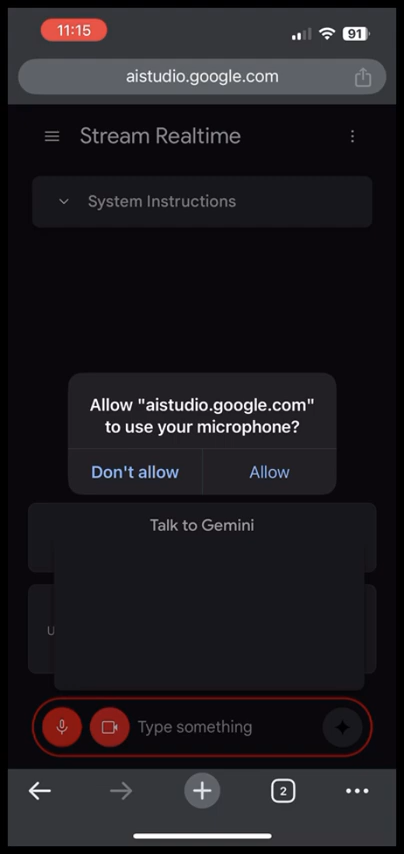 11:15
91
aistudio.google.com
Stream Realtime
System Instructions
Allow "aistudio.google.com"
to use your microphone?
Don't allow
Allow
Talk to Gemini
U
Type something
2